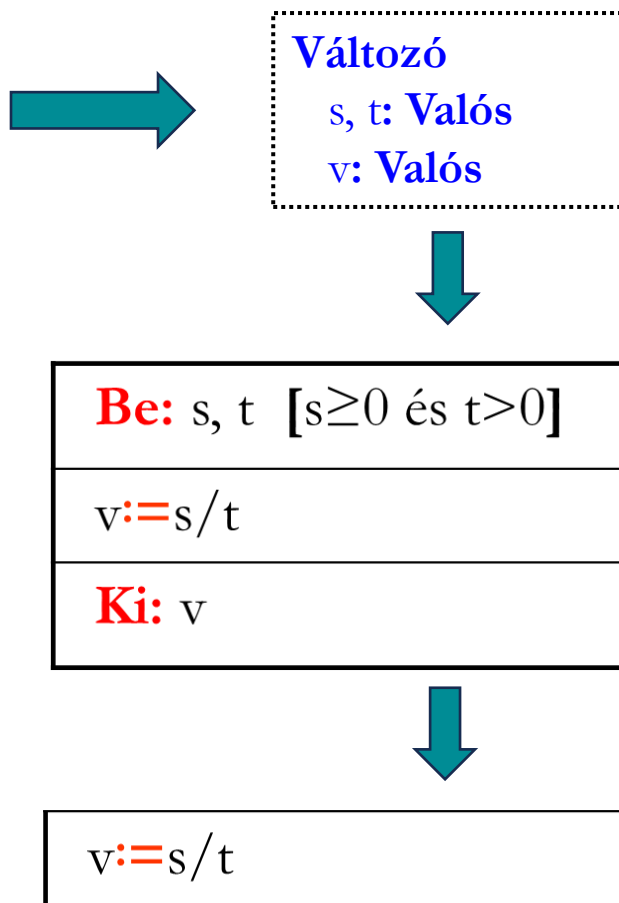 Változó
s, t: Valós
v: Valós
Be: s, t [s≥0 és t>0]
v:=s/t
Ki: v
v:=s/t